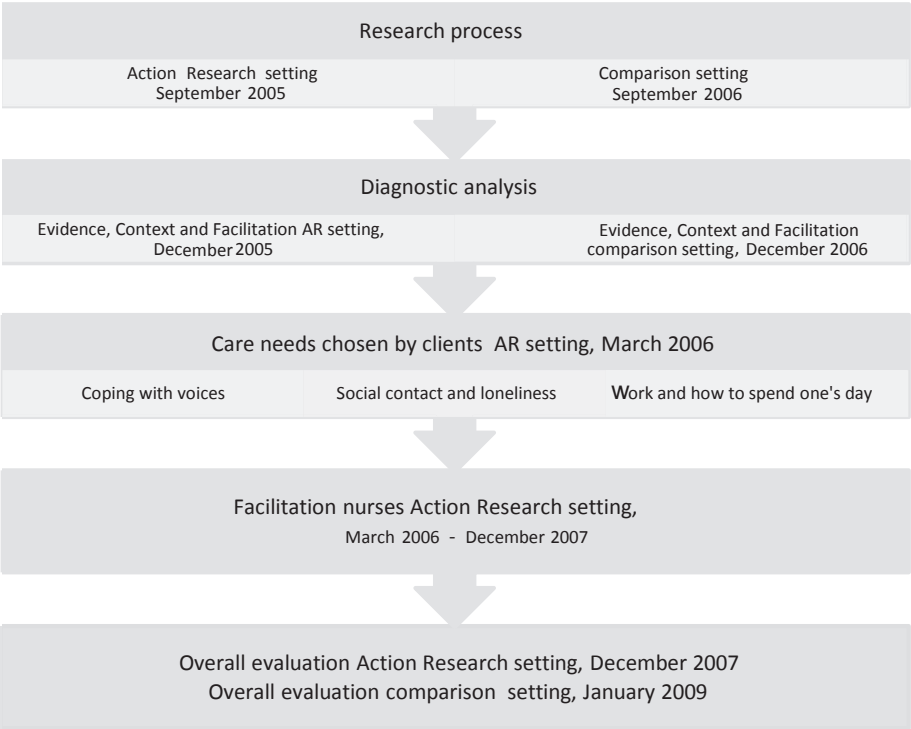 Research process
Action Research setting
September 2005
Comparison setting
September 2006
Diagnostic analysis
Evidence, Context and Facilitation AR setting,
December 2005
Evidence, Context and Facilitation
comparison setting, December 2006
Care needs chosen by clients AR setting, March 2006
Coping with voices
Social contact and loneliness
Work and how to spend one's day
Facilitation nurses Action Research setting,
March 2006 - December 2007
Overall evaluation Action Research setting, December 2007
Overall evaluation comparison setting, January 2009